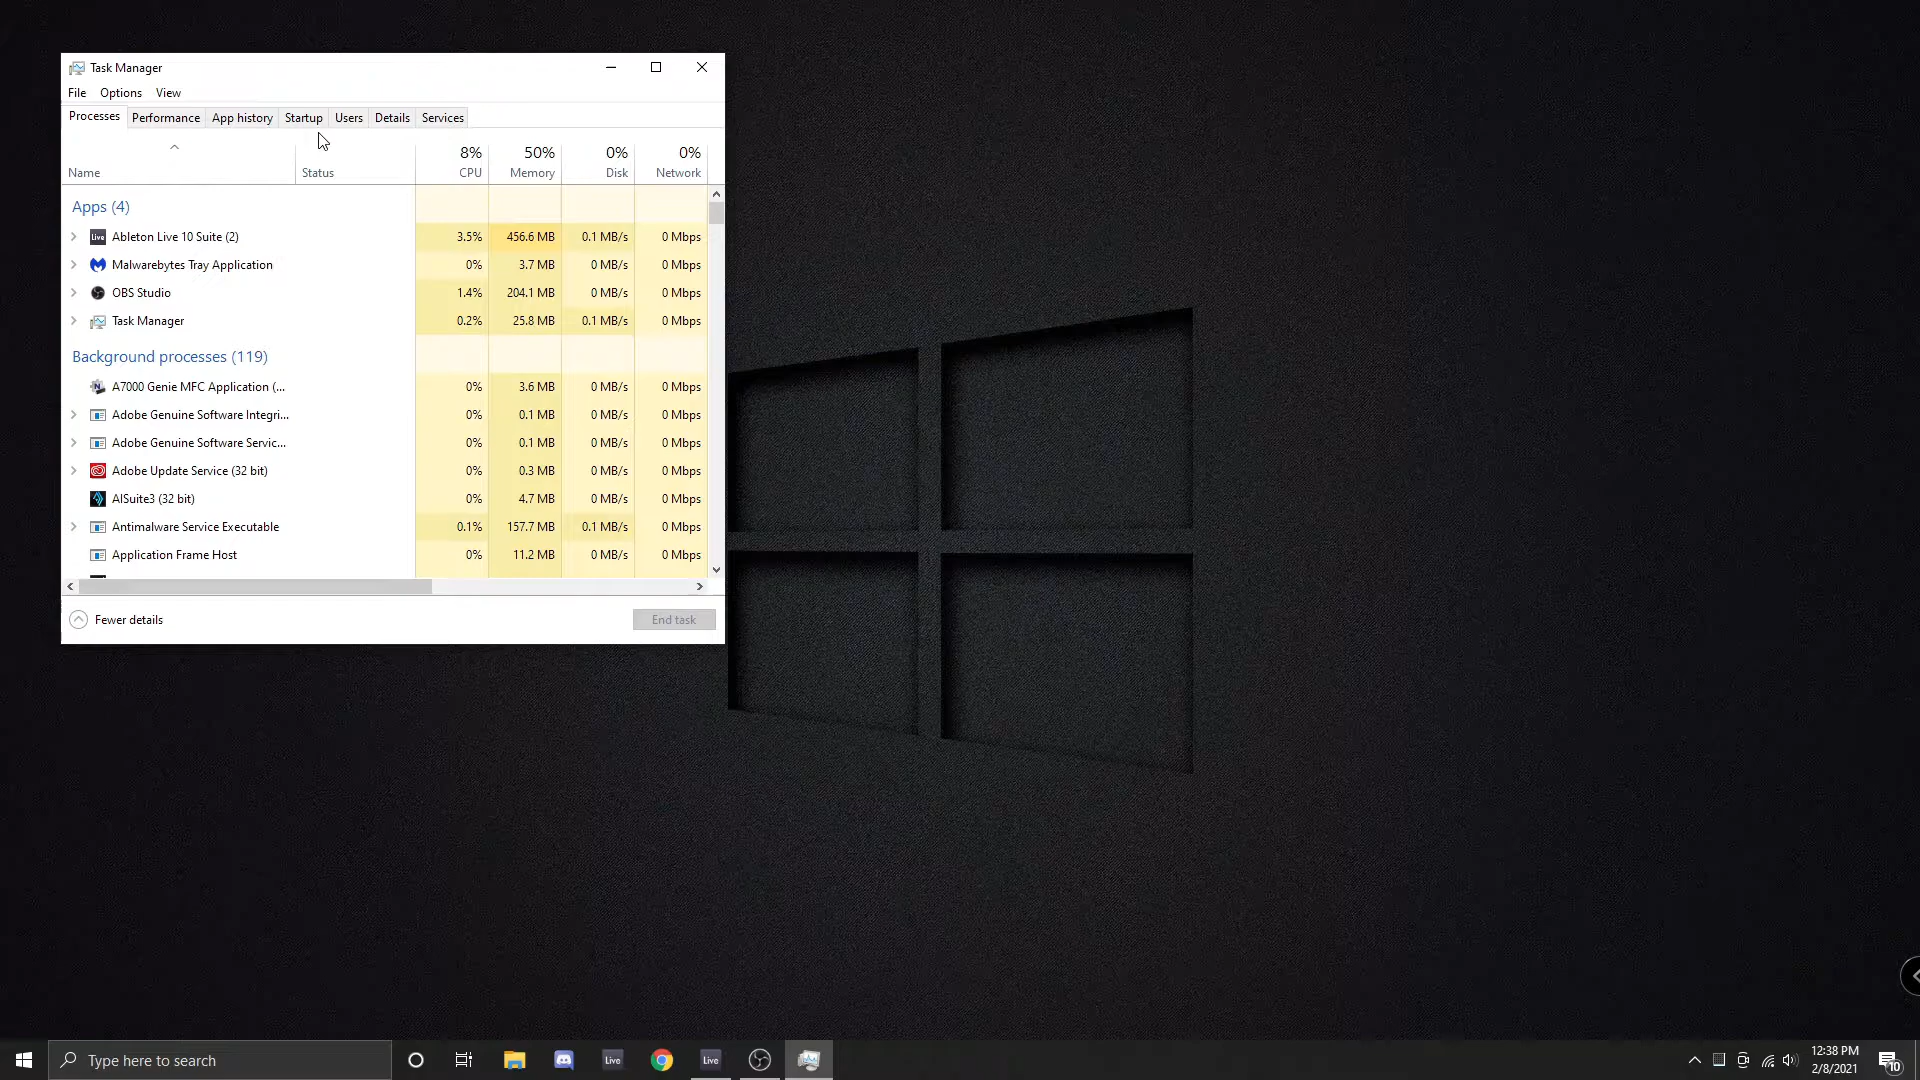 Task Manager
File Options View
Processes Performance App history Startup Users Details Services
8% 50% 0% 0%
Name Status CPU Memory Disk Network
Apps (4)
Live Ableton Live 10 Suite (2) 3.5% 456.6 MB 0.1 MB/s 0 Mbps
Malwarebytes Tray Application 0% 3.7 MB 0 MB/s 0 Mbps
OBS Studio 1.4% 204.1 MB 0 MB/s 0 Mbps
Task Manager 0.2% 25.8 MB 0.1 MB/s 0 Mbps
Background processes (119)
A7000 Genie MFC Application (... 0% 3.6 MB 0 MB/s 0 Mbps
Adobe Genuine Software Integri... 0% 0.1 MB 0 MB/s 0 Mbps
Adobe Genuine Software Servic... 0% 0.1 MB 0 MB/s 0 Mbps
Adobe Update Service (32 bit) 0% 0.3 MB 0 MB/s 0 Mbps
AISuite3 (32 bit) 0% 4.7 MB 0 MB/s 0 Mbps
Antimalware Service Executable 0.1% 157.7 MB 0.1 MB/s 0 Mbps
Application Frame Host 0% 11.2 MB 0 MB/s 0 Mbps
Fewer details End task
Type here to search Live Live 12:38 PM
2/8/2021 10